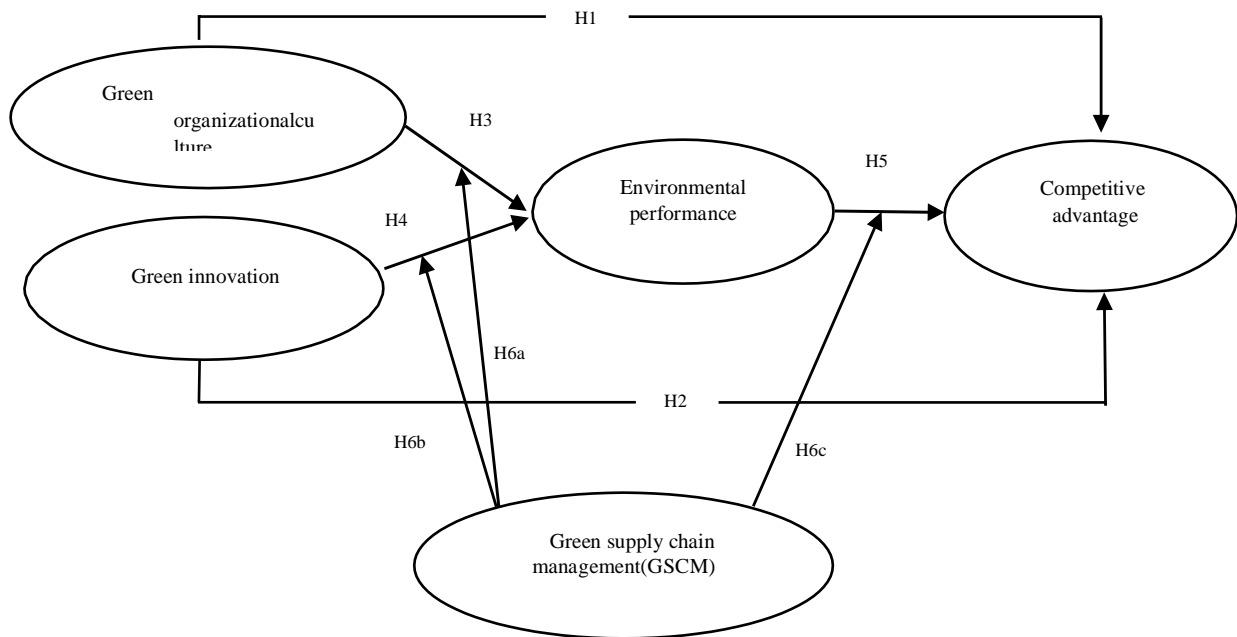 H1
Green
organizationalcu
lture
H3
Environmental
performance
H5
Competitive
advantage
H4
Green innovation
H6a
H2
H6b
H6c
Green supply chain
management(GSCM)